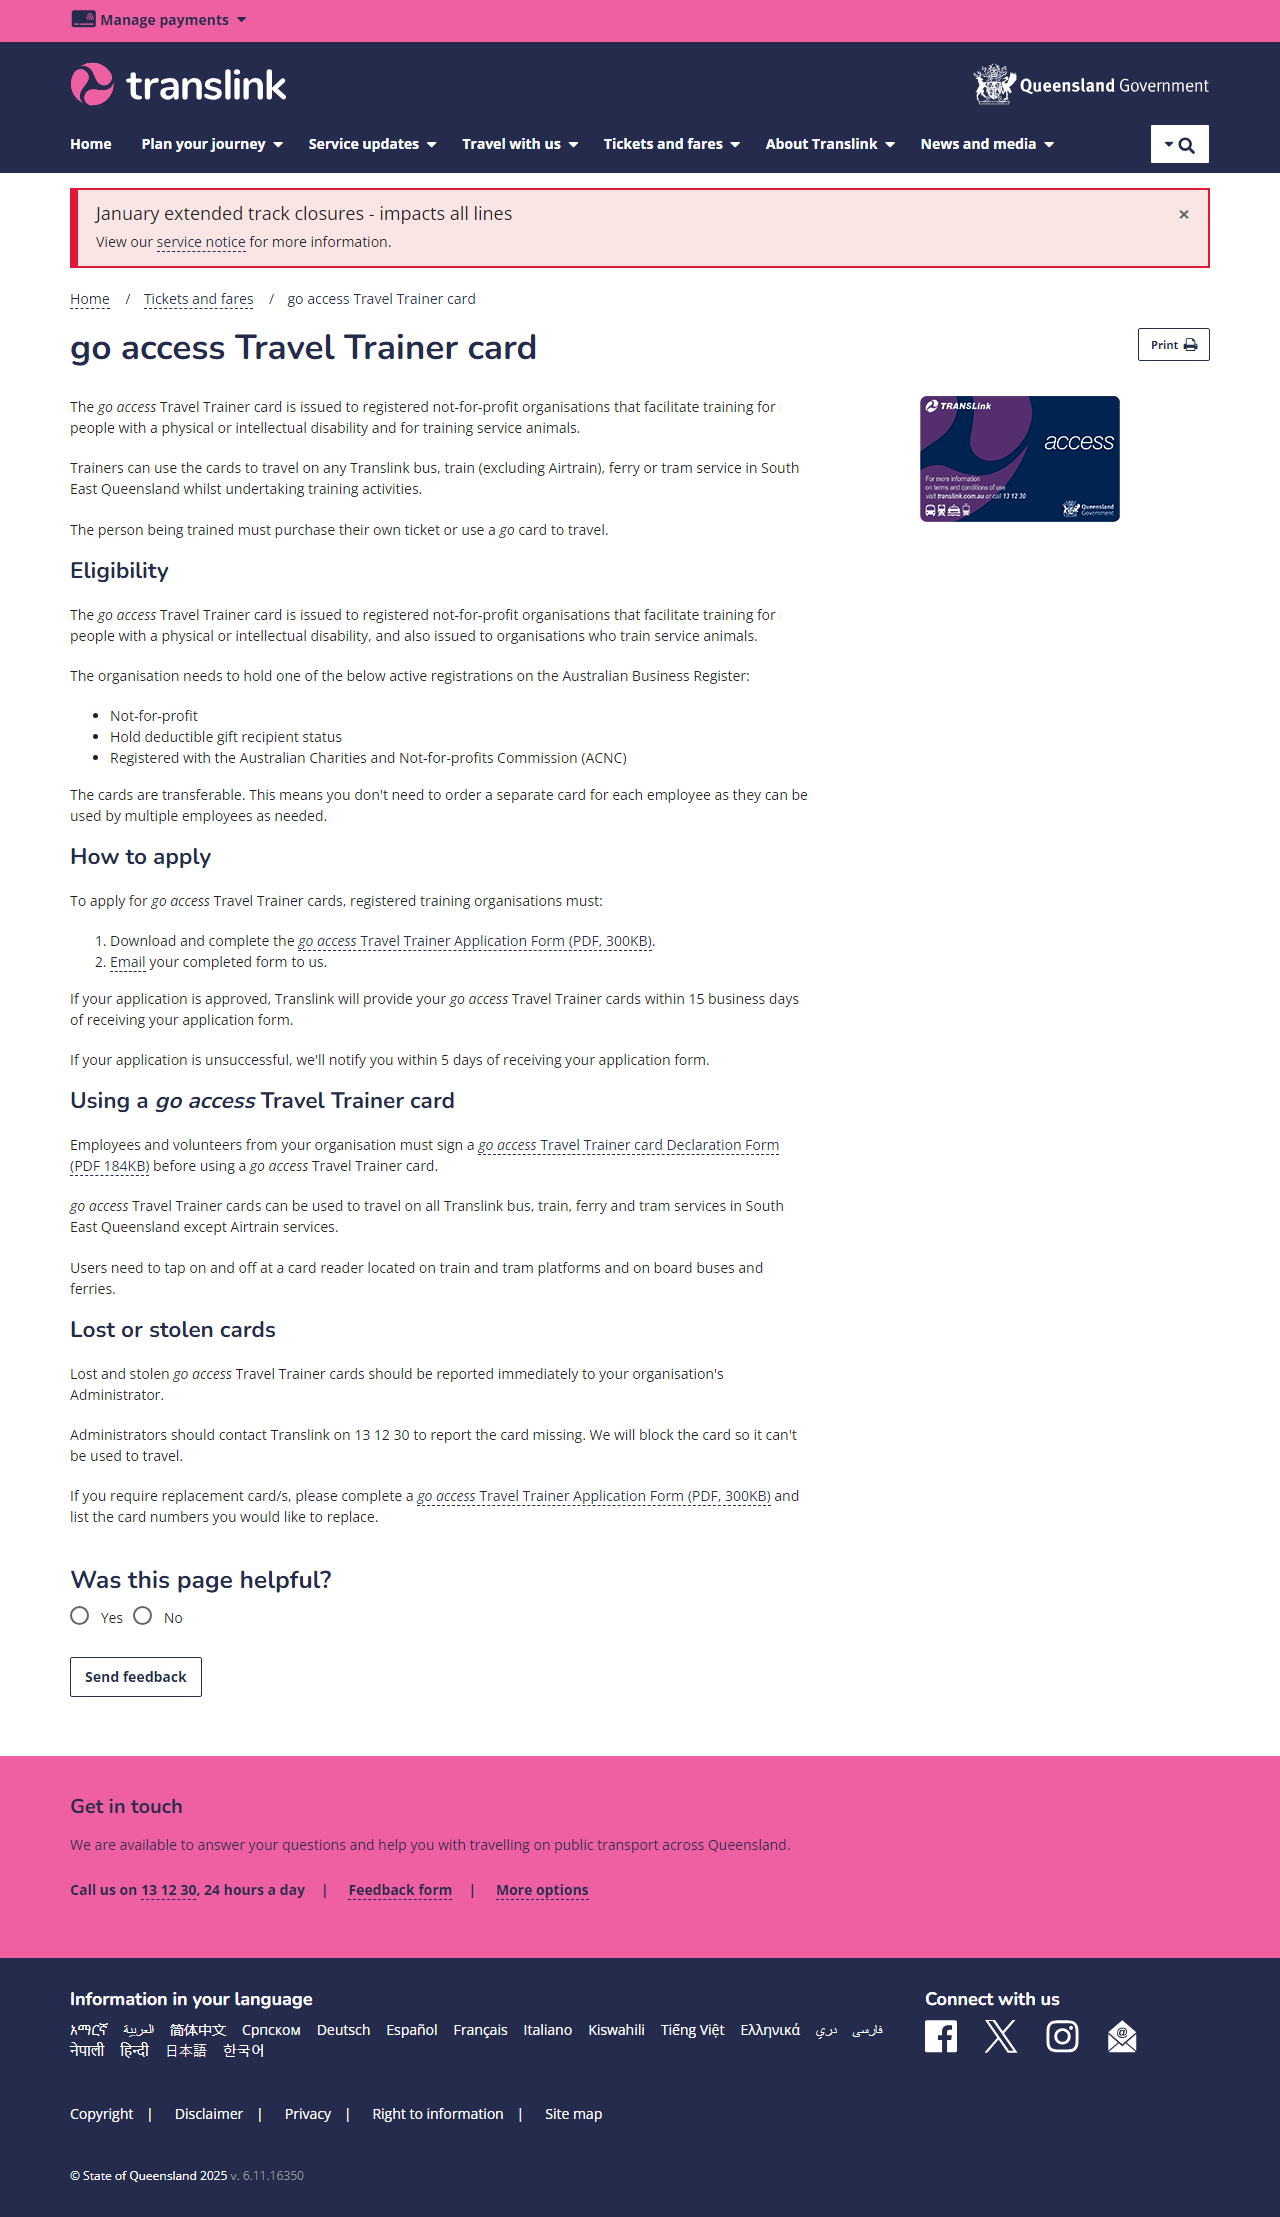 Manage payments
translink
Queensland Government
Home Plan your journey Service updates Travel with us Tickets and fares About Translink News and media
January extended track closures - impacts all lines ×
View our service notice for more information.
Home / Tickets and fares / go access Travel Trainer card
go access Travel Trainer card
Print
The go access Travel Trainer card is issued to registered not-for-profit organisations that facilitate training for
people with a physical or intellectual disability and for training service animals.
Trainers can use the cards to travel on any Translink bus, train (excluding Airtrain), ferry or tram service in South
East Queensland whilst undertaking training activities.
The person being trained must purchase their own ticket or use a go card to travel.
TRANSLink
access
For more information
on terms and conditions of use
visit translink.com.au or call 13 12 30
Queensland
Government
Eligibility
The go access Travel Trainer card is issued to registered not-for-profit organisations that facilitate training for
people with a physical or intellectual disability, and also issued to organisations who train service animals.
The organisation needs to hold one of the below active registrations on the Australian Business Register:
• Not-for-profit
• Hold deductible gift recipient status
• Registered with the Australian Charities and Not-for-profits Commission (ACNC)
The cards are transferable. This means you don't need to order a separate card for each employee as they can be
used by multiple employees as needed.
How to apply
To apply for go access Travel Trainer cards, registered training organisations must:
1. Download and complete the go access Travel Trainer Application Form (PDF, 300KB).
2. Email your completed form to us.
If your application is approved, Translink will provide your go access Travel Trainer cards within 15 business days
of receiving your application form.
If your application is unsuccessful, we'll notify you within 5 days of receiving your application form.
Using a go access Travel Trainer card
Employees and volunteers from your organisation must sign a go access Travel Trainer card Declaration Form
(PDF 184KB) before using a go access Travel Trainer card.
go access Travel Trainer cards can be used to travel on all Translink bus, train, ferry and tram services in South
East Queensland except Airtrain services.
Users need to tap on and off at a card reader located on train and tram platforms and on board buses and
ferries.
Lost or stolen cards
Lost and stolen go access Travel Trainer cards should be reported immediately to your organisation's
Administrator.
Administrators should contact Translink on 13 12 30 to report the card missing. We will block the card so it can't
be used to travel.
If you require replacement card/s, please complete a go access Travel Trainer Application Form (PDF, 300KB) and
list the card numbers you would like to replace.
Was this page helpful?
Yes No
Send feedback
Get in touch
We are available to answer your questions and help you with travelling on public transport across Queensland.
Call us on 13 12 30, 24 hours a day | Feedback form | More options
Information in your language
አማርኛ العربية 简体中文 Српском Deutsch Español Français Italiano Kiswahili Tiếng Việt Ελληνικά دري فارسی
नेपाली हिन्दी 日本語 한국어
Connect with us
Copyright | Disclaimer | Privacy | Right to information | Site map
© State of Queensland 2025 v. 6.11.16350